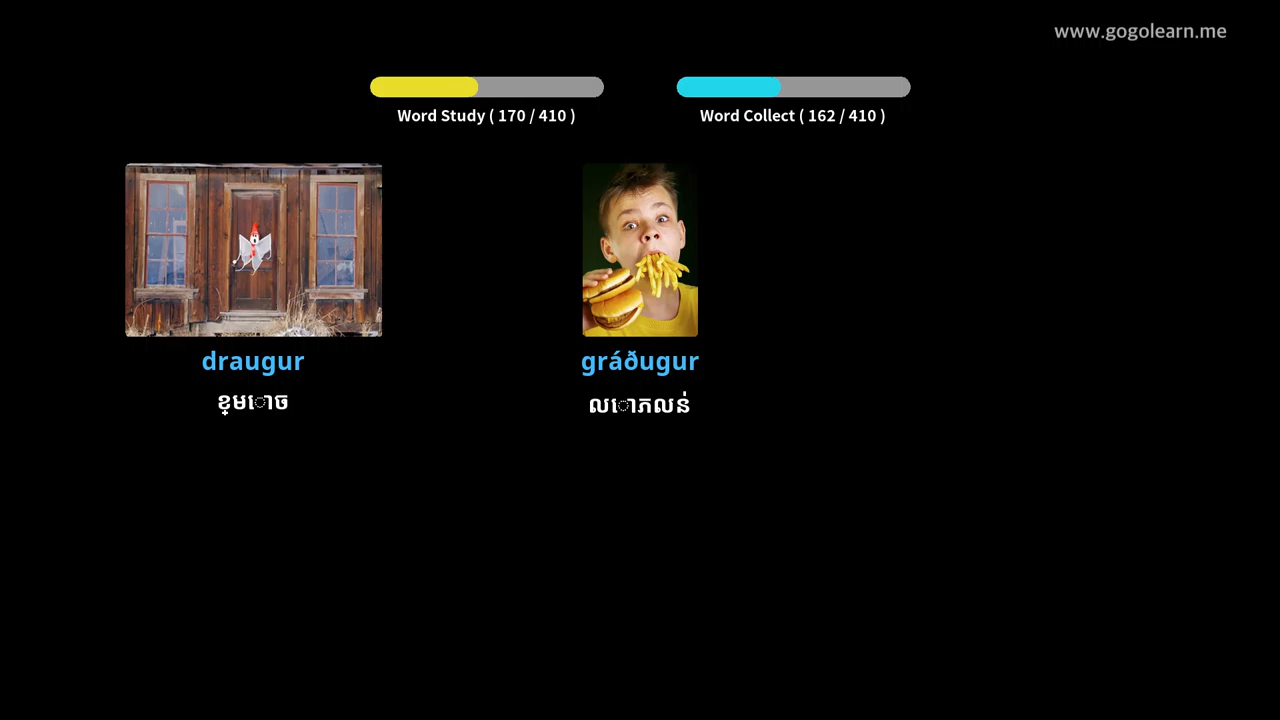 www.gogolearn.me
Word Study ( 170 / 410 )
Word Collect ( 162 / 410 )
draugur
gráðugur
ខ្មោច
លោភលន់